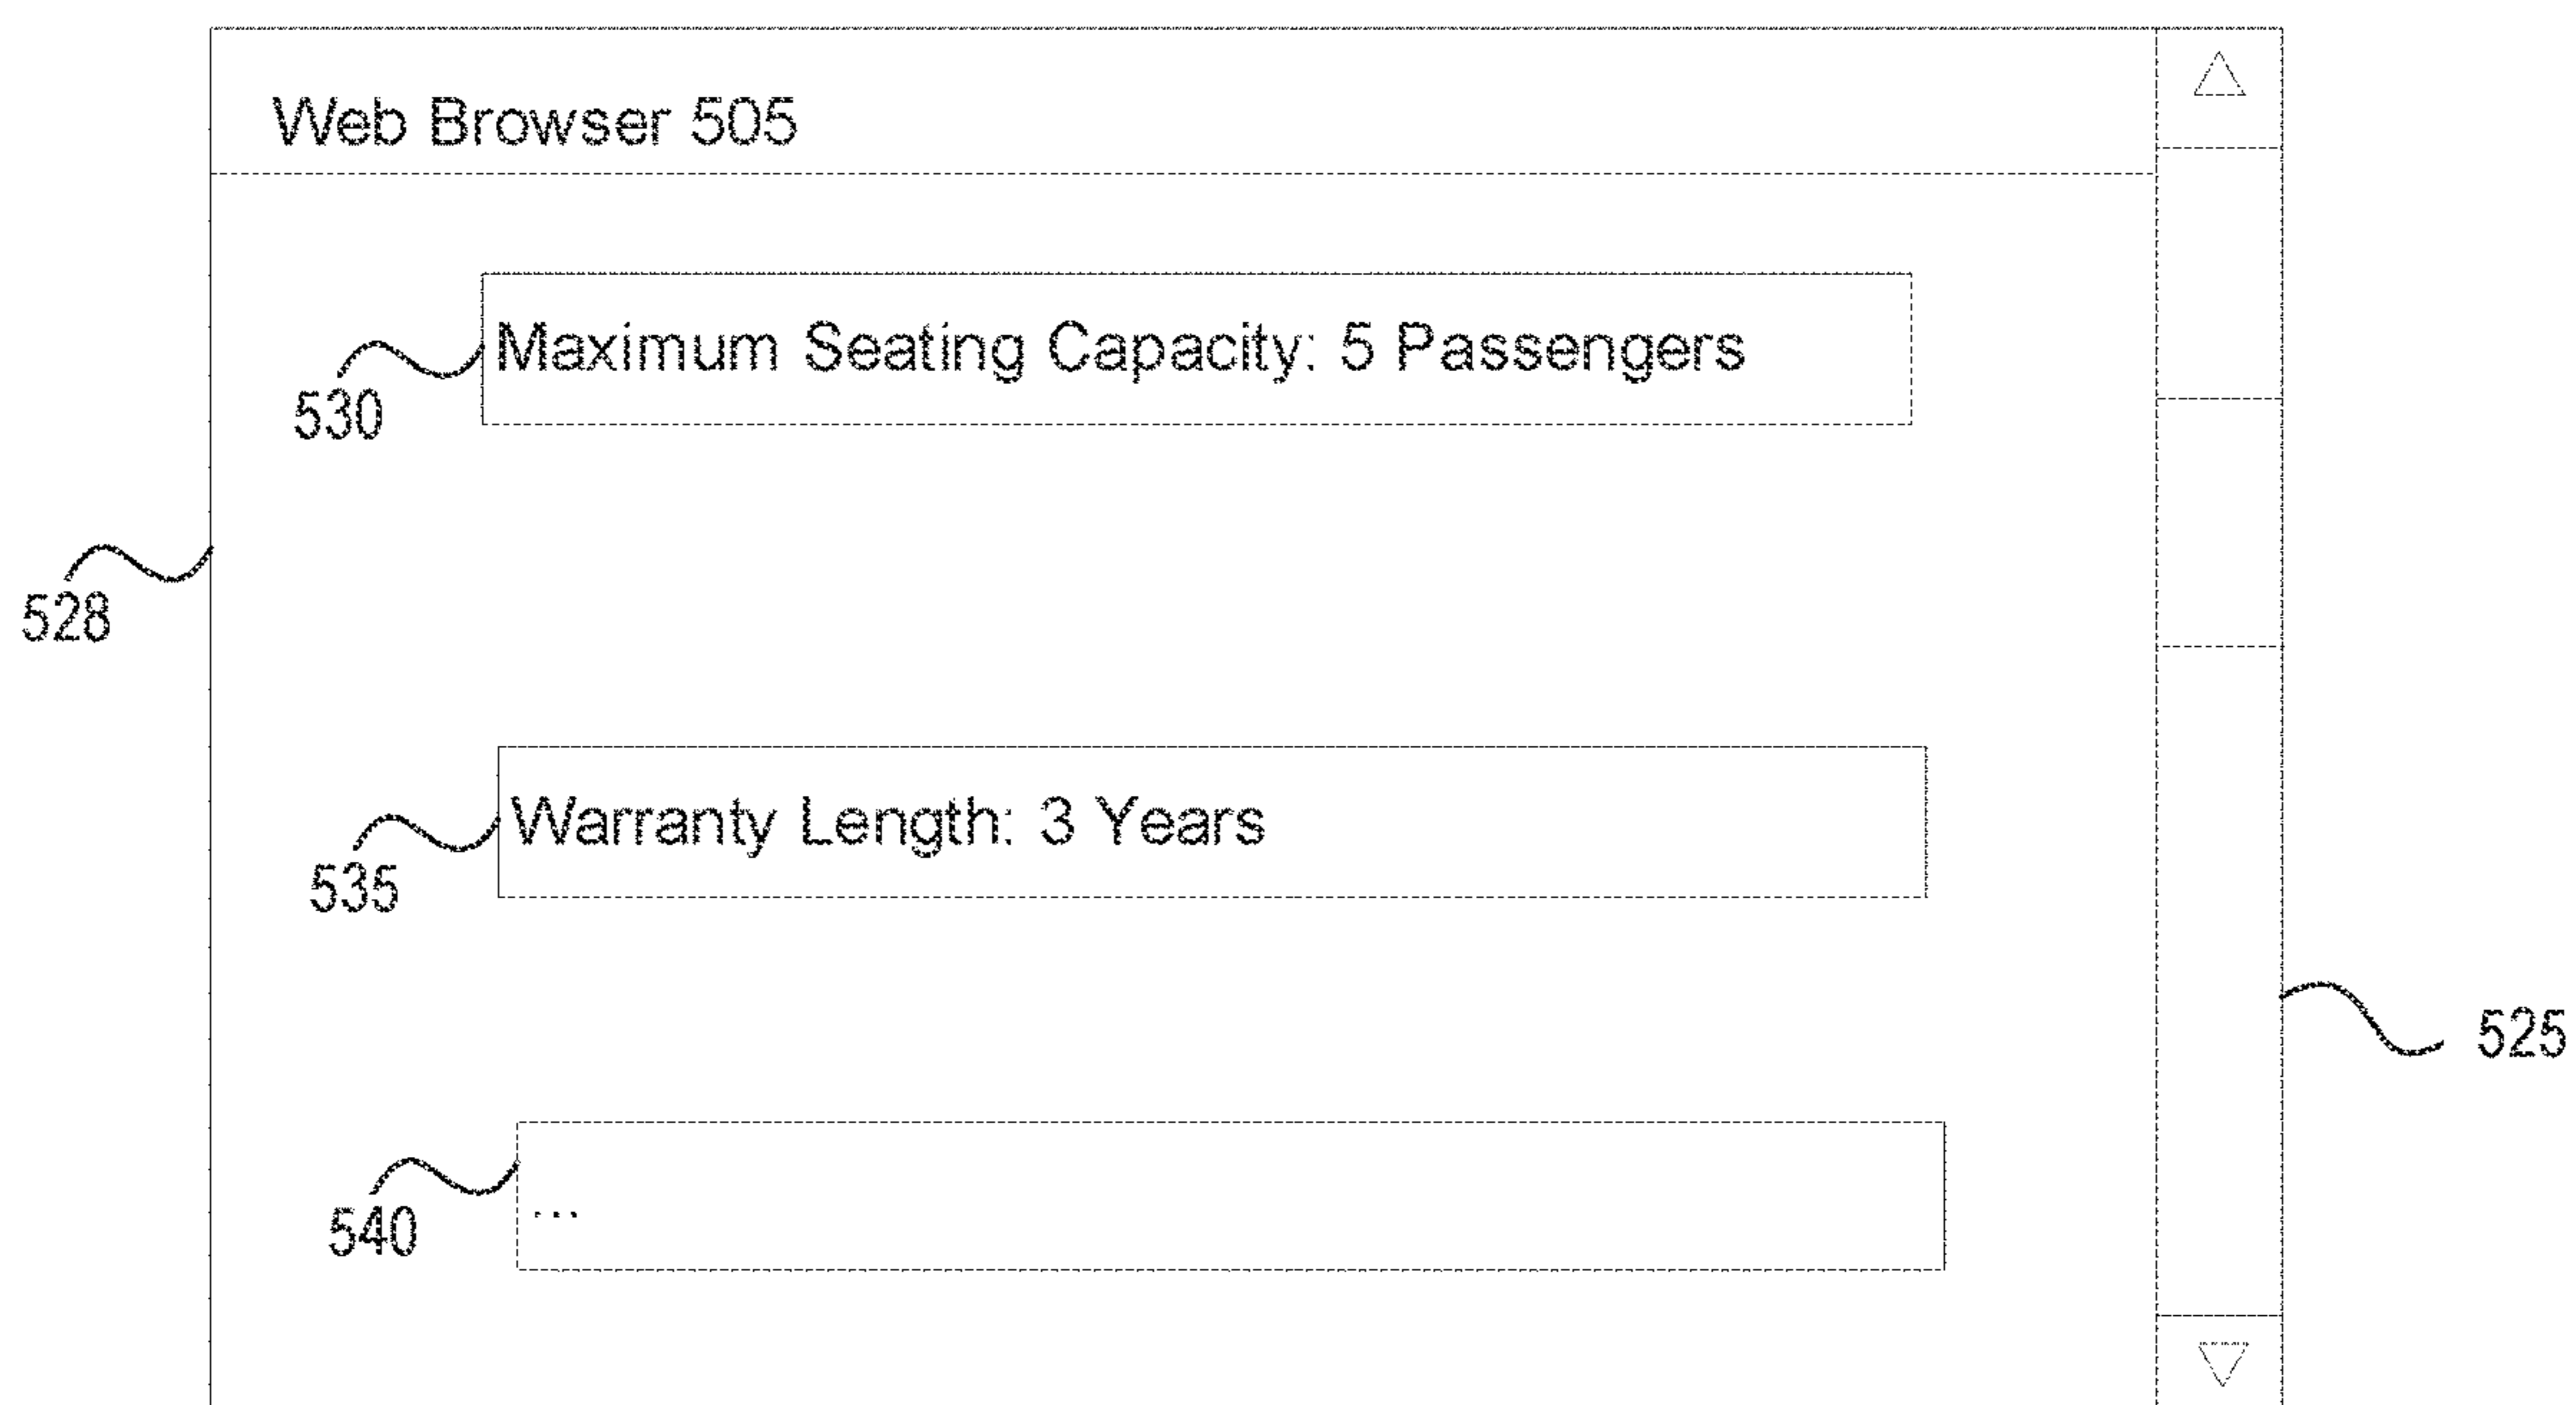 Web Browser 505
Maximum Seating Capacity: 5 Passengers
530
528
Warranty Length: 3 Years
535
525
...
540